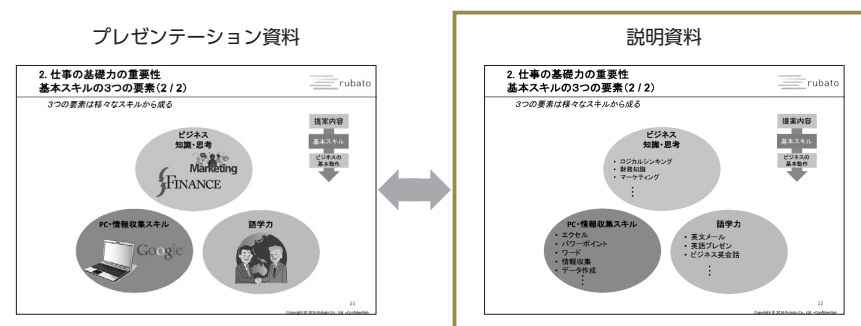 プレゼンテーション資料
2. 仕事の基礎力の重要性
基本スキルの3つの要素(2 / 2)
rubato
3つの要素は様々なスキルから成る
提案内容
基本スキル
ビジネスの
基本動作
ビジネス
知識・思考
Marketing
FINANCE
PC・情報収集スキル
Google
語学力
23
Copyright © 2016 Rubato Co., Ltd. –Confidential-
説明資料
2. 仕事の基礎力の重要性
基本スキルの3つの要素(2 / 2)
rubato
3つの要素は様々なスキルから成る
提案内容
基本スキル
ビジネスの
基本動作
ビジネス
知識・思考
・ ロジカルシンキング
・ 財務知識
・ マーケティング
⋮
PC・情報収集スキル
・ エクセル
・ パワーポイント
・ ワード
・ 情報収集
・ データ作成
⋮
語学力
・ 英文メール
・ 英語プレゼン
・ ビジネス英会話
⋮
22
Copyright © 2016 Rubato Co., Ltd. –Confidential-